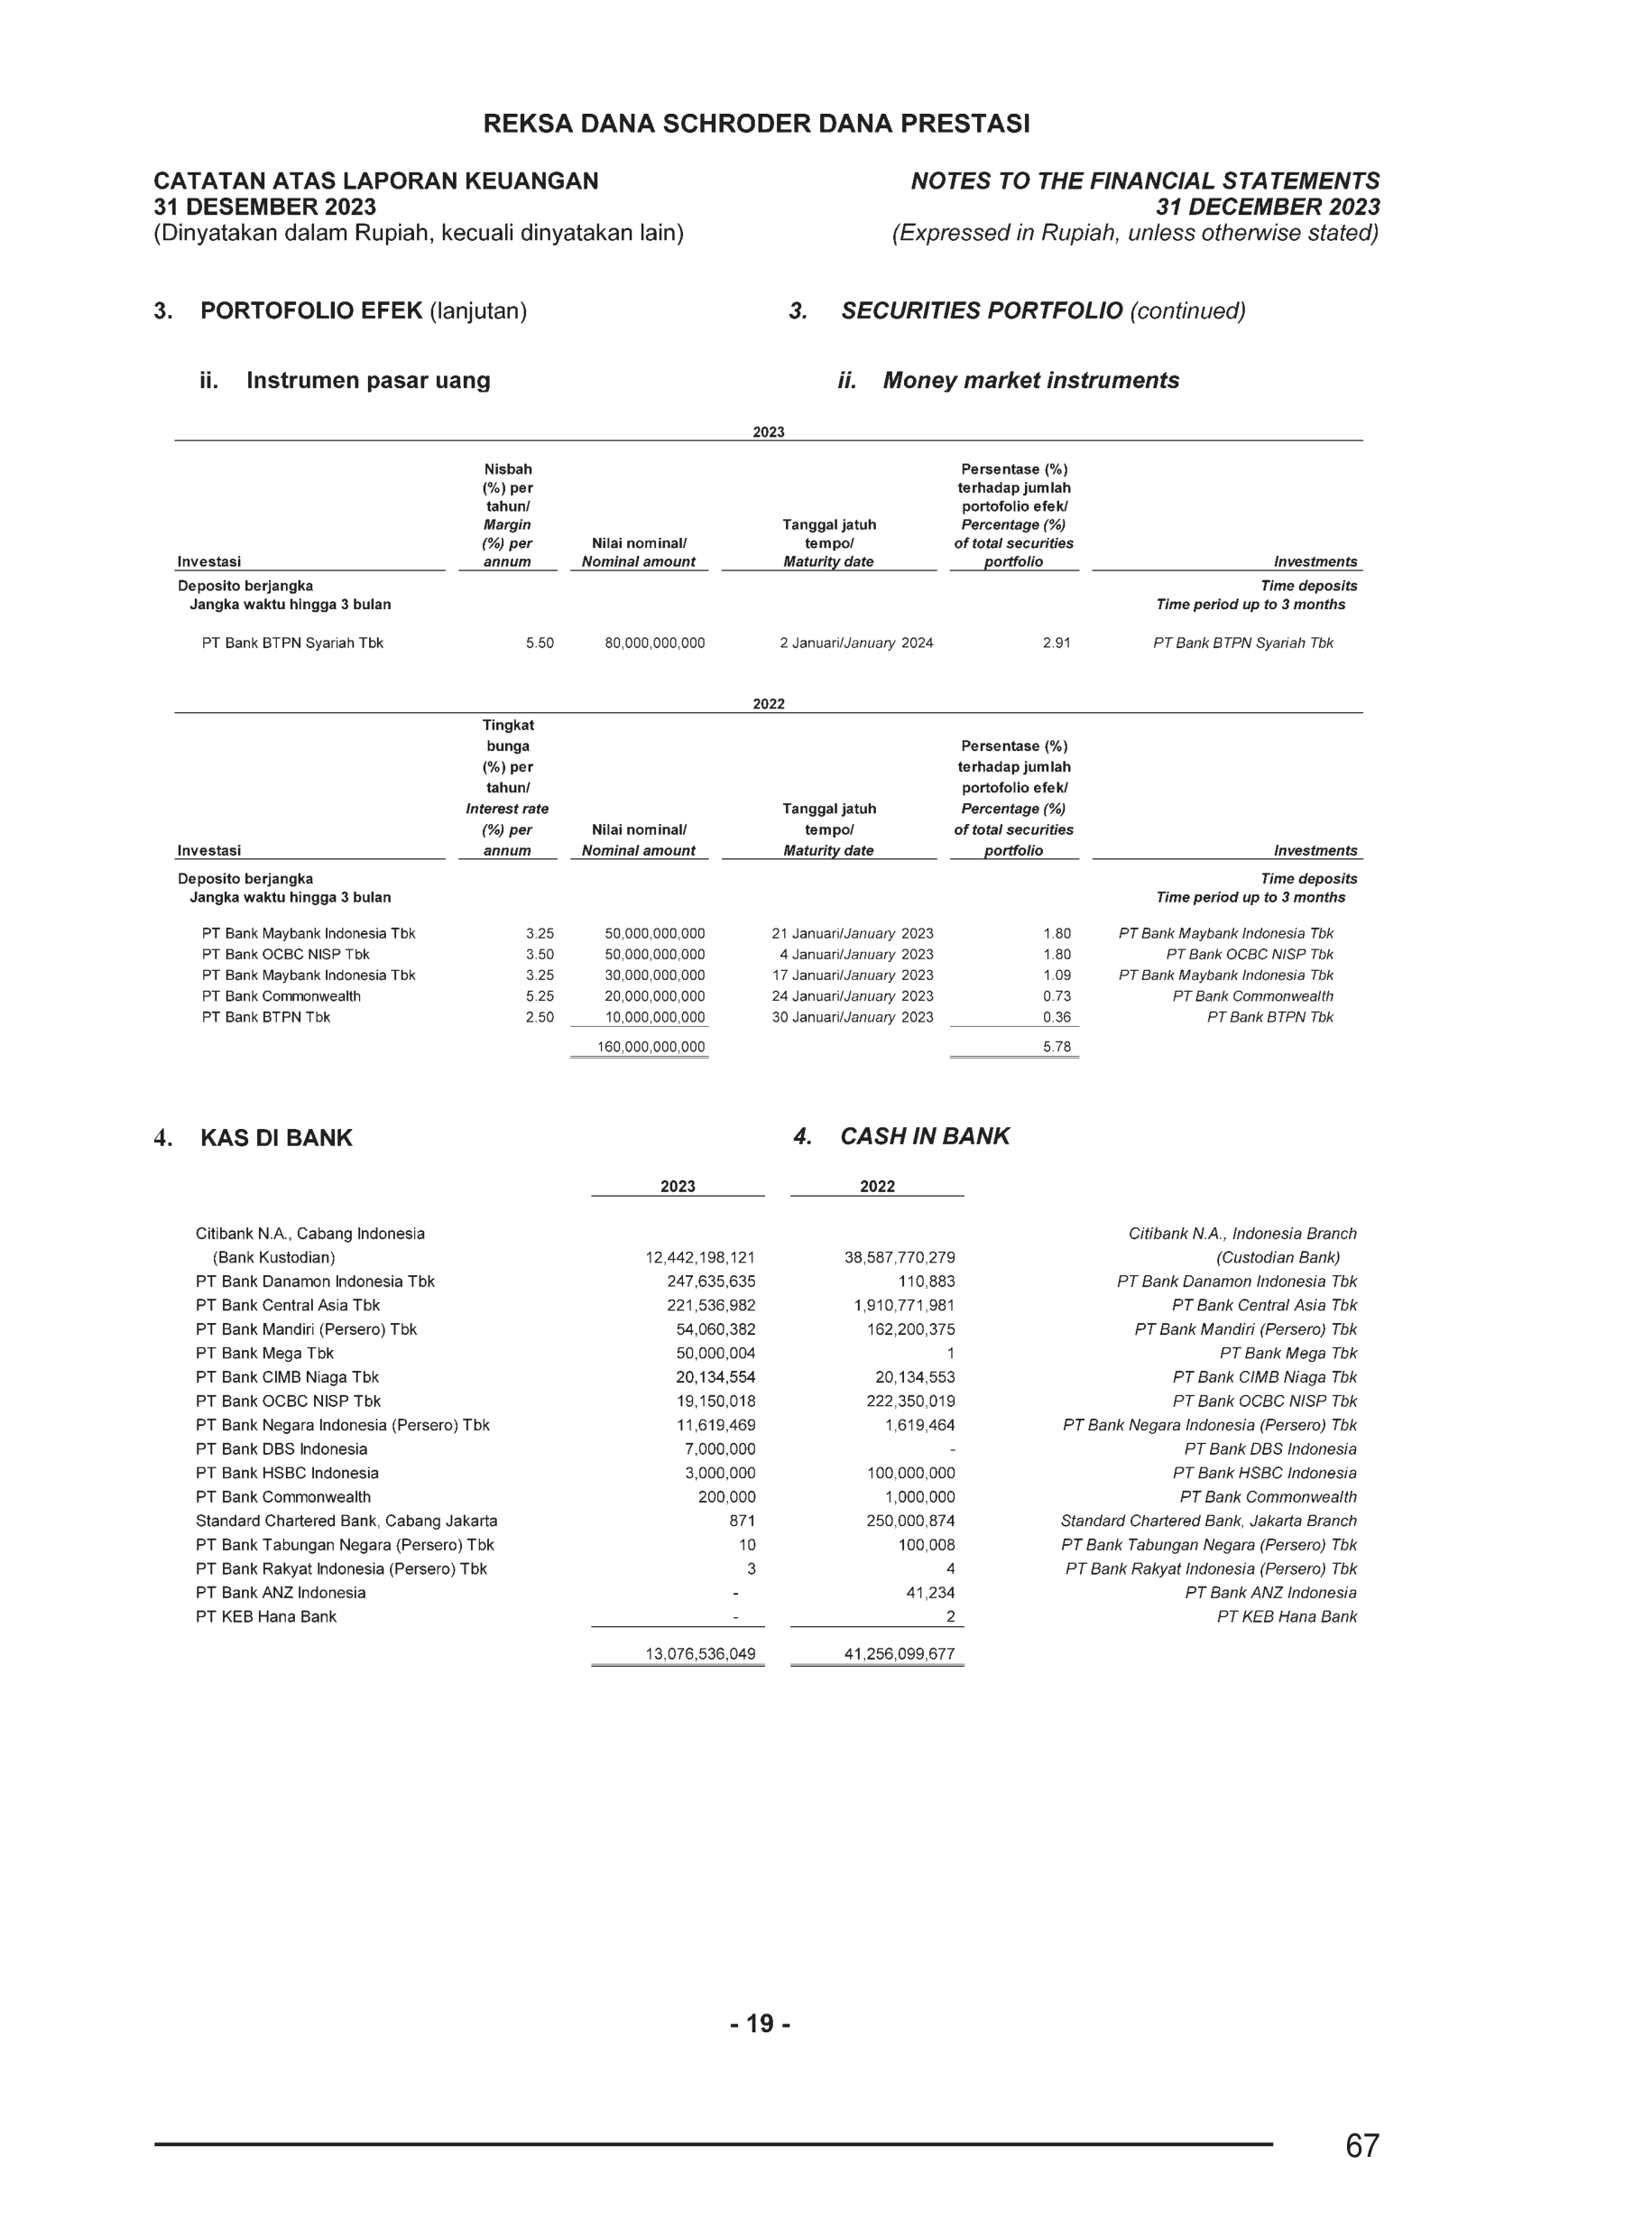 REKSA DANA SCHRODER DANA PRESTASI
CATATAN ATAS LAPORAN KEUANGAN
31 DESEMBER 2023
(Dinyatakan dalam Rupiah, kecuali dinyatakan lain)
NOTES TO THE FINANCIAL STATEMENTS
31 DECEMBER 2023
(Expressed in Rupiah, unless otherwise stated)
3. PORTOFOLIO EFEK (lanjutan)
3. SECURITIES PORTFOLIO (continued)
ii. Instrumen pasar uang
ii. Money market instruments
2023
Nisbah Persentase (%)
(%) per terhadap jumlah
tahun/ portofolio efek/
Margin Tanggal jatuh Percentage (%)
(%) per Nilai nominal/ tempo/ of total securities
Investasi annum Nominal amount Maturity date portfolio Investments
Deposito berjangka Time deposits
Jangka waktu hingga 3 bulan Time period up to 3 months
PT Bank BTPN Syariah Tbk 5.50 80,000,000,000 2 Januari/January 2024 2.91 PT Bank BTPN Syariah Tbk
2022
Tingkat
bunga Persentase (%)
(%) per terhadap jumlah
tahun/ portofolio efek/
Interest rate Tanggal jatuh Percentage (%)
(%) per Nilai nominal/ tempo/ of total securities
Investasi annum Nominal amount Maturity date portfolio Investments
Deposito berjangka Time deposits
Jangka waktu hingga 3 bulan Time period up to 3 months
PT Bank Maybank Indonesia Tbk 3.25 50,000,000,000 21 Januari/January 2023 1.80 PT Bank Maybank Indonesia Tbk
PT Bank OCBC NISP Tbk 3.50 50,000,000,000 4 Januari/January 2023 1.80 PT Bank OCBC NISP Tbk
PT Bank Maybank Indonesia Tbk 3.25 30,000,000,000 17 Januari/January 2023 1.09 PT Bank Maybank Indonesia Tbk
PT Bank Commonwealth 5.25 20,000,000,000 24 Januari/January 2023 0.73 PT Bank Commonwealth
PT Bank BTPN Tbk 2.50 10,000,000,000 30 Januari/January 2023 0.36 PT Bank BTPN Tbk
160,000,000,000 5.78
4. KAS DI BANK
4. CASH IN BANK
2023 2022
Citibank N.A., Cabang Indonesia Citibank N.A., Indonesia Branch
(Bank Kustodian) 12,442,198,121 38,587,770,279 (Custodian Bank)
PT Bank Danamon Indonesia Tbk 247,635,635 110,883 PT Bank Danamon Indonesia Tbk
PT Bank Central Asia Tbk 221,536,982 1,910,771,981 PT Bank Central Asia Tbk
PT Bank Mandiri (Persero) Tbk 54,060,382 162,200,375 PT Bank Mandiri (Persero) Tbk
PT Bank Mega Tbk 50,000,004 1 PT Bank Mega Tbk
PT Bank CIMB Niaga Tbk 20,134,554 20,134,553 PT Bank CIMB Niaga Tbk
PT Bank OCBC NISP Tbk 19,150,018 222,350,019 PT Bank OCBC NISP Tbk
PT Bank Negara Indonesia (Persero) Tbk 11,619,469 1,619,464 PT Bank Negara Indonesia (Persero) Tbk
PT Bank DBS Indonesia 7,000,000 - PT Bank DBS Indonesia
PT Bank HSBC Indonesia 3,000,000 100,000,000 PT Bank HSBC Indonesia
PT Bank Commonwealth 200,000 1,000,000 PT Bank Commonwealth
Standard Chartered Bank, Cabang Jakarta 871 250,000,874 Standard Chartered Bank, Jakarta Branch
PT Bank Tabungan Negara (Persero) Tbk 10 100,008 PT Bank Tabungan Negara (Persero) Tbk
PT Bank Rakyat Indonesia (Persero) Tbk 3 4 PT Bank Rakyat Indonesia (Persero) Tbk
PT Bank ANZ Indonesia - 41,234 PT Bank ANZ Indonesia
PT KEB Hana Bank - 2 PT KEB Hana Bank
13,076,536,049 41,256,099,677
- 19 -
67